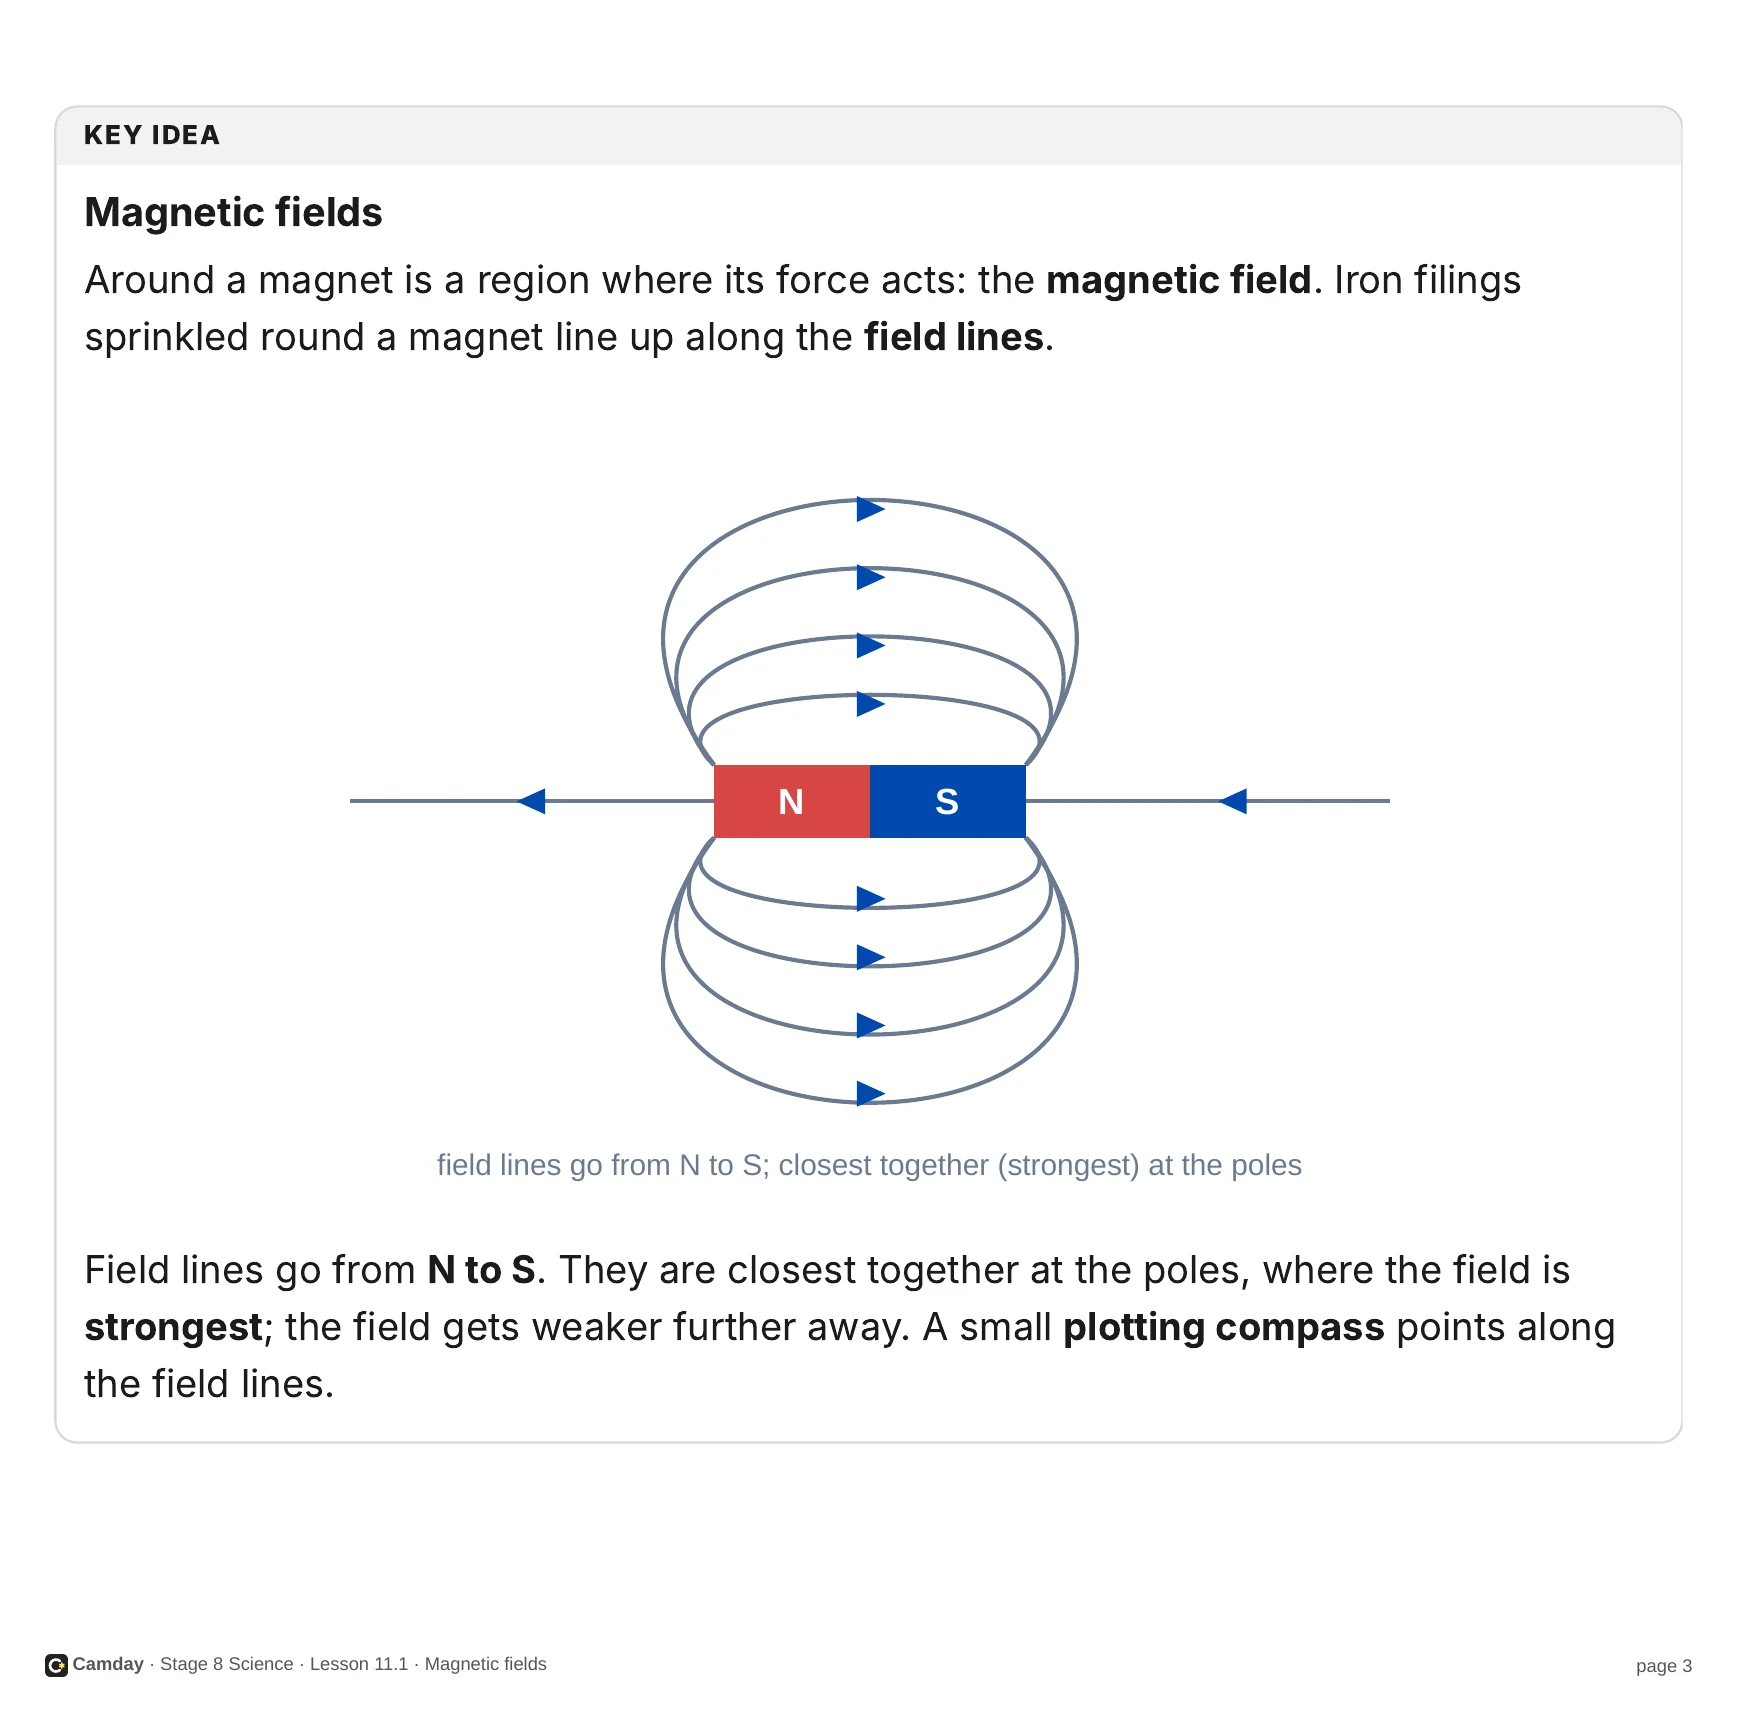 KEY IDEA
Magnetic fields
Around a magnet is a region where its force acts: the magnetic field. Iron filings
sprinkled round a magnet line up along the field lines.
N S
field lines go from N to S; closest together (strongest) at the poles
Field lines go from N to S. They are closest together at the poles, where the field is
strongest; the field gets weaker further away. A small plotting compass points along
the field lines.
Camday · Stage 8 Science · Lesson 11.1 · Magnetic fields
page 3